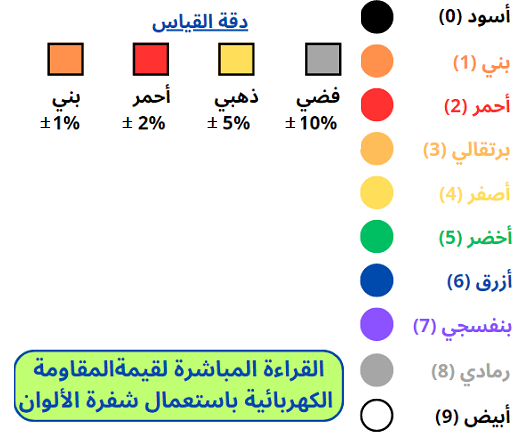 دقة القياس
فضي ذهبي أحمر بني
±10% ±5% ±2% ±1%
أسود (0)
بني (1)
أحمر (2)
برتقالي (3)
أصفر (4)
أخضر (5)
أزرق (6)
بنفسجي (7)
رمادي (8)
أبيض (9)
القراءة المباشرة لقيمةالمقاومة
الكهربائية باستعمال شفرة الألوان